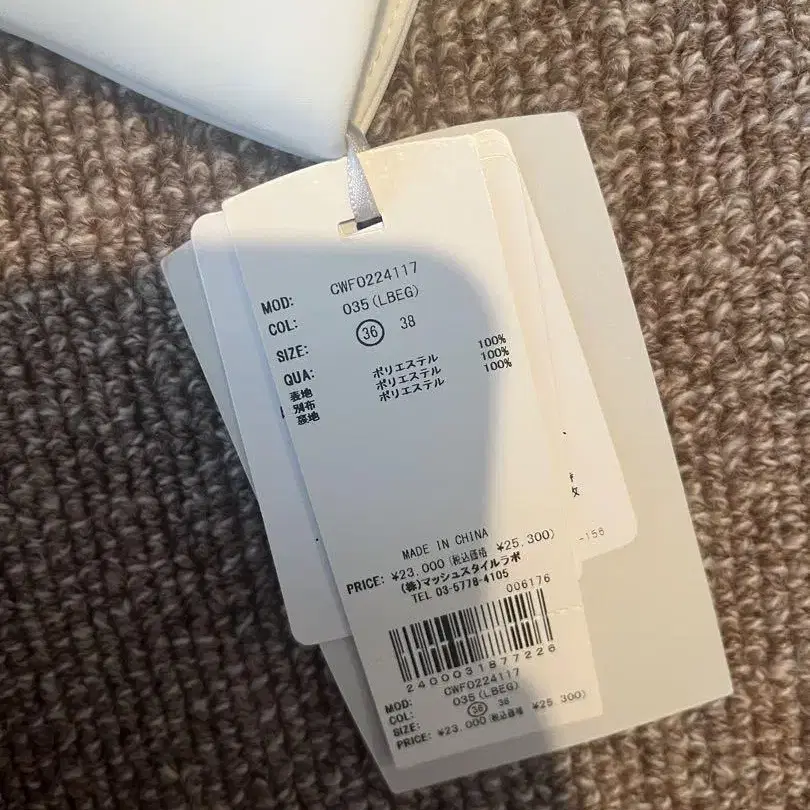 MOD: CWFO224117
COL: 035(LBEG)
SIZE: 36 38
QUA:
表地 ポリエステル 100%
別布 ポリエステル 100%
裏地 ポリエステル 100%
MADE IN CHINA
PRICE: ¥23,000(税込価格 ¥25,300)
(株)マッシュスタイルラボ
TEL 03-5778-4105
006176
2400031877226
MOD: CWFO224117
COL: 035(LBEG)
SIZE: 36 38
PRICE: ¥23,000(税込価格 ¥25,300)
枚
-156